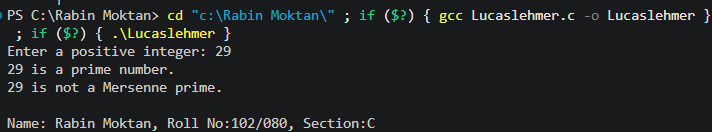 PS C:\Rabin Moktan> cd "c:\Rabin Moktan\" ; if ($?) { gcc Lucaslehmer.c -o Lucaslehmer }
 ; if ($?) { .\Lucaslehmer }
Enter a positive integer: 29
29 is a prime number.
29 is not a Mersenne prime.
Name: Rabin Moktan, Roll No:102/080, Section:C